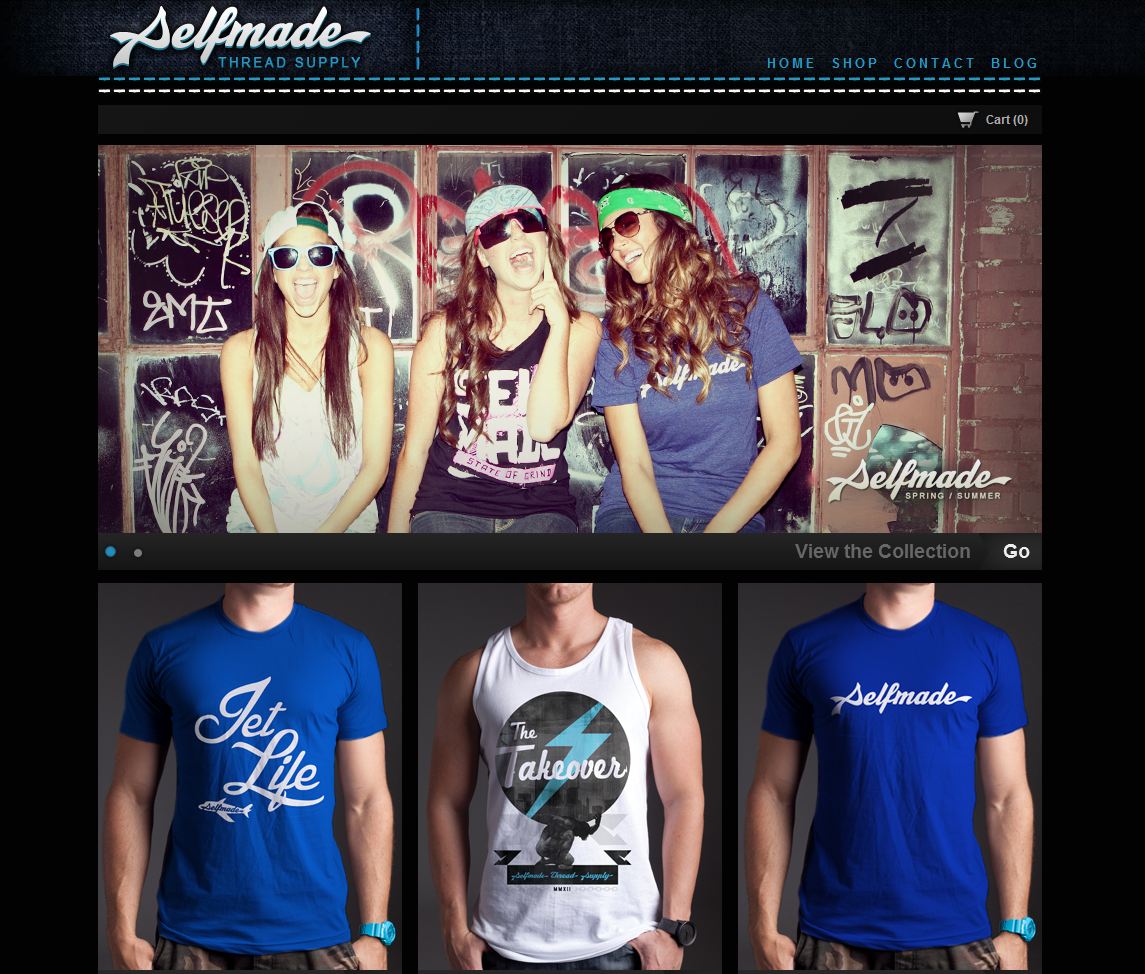 Selfmade
THREAD SUPPLY
HOME SHOP CONTACT BLOG
Cart (0)
2MT
SELF
MADE
STATE OF GRIND
Selfmade
Selfmade
SPRING / SUMMER
View the Collection Go
Jet
Life
Selfmade
The
Takeover
Selfmade Thread Supply
MMXII
Selfmade